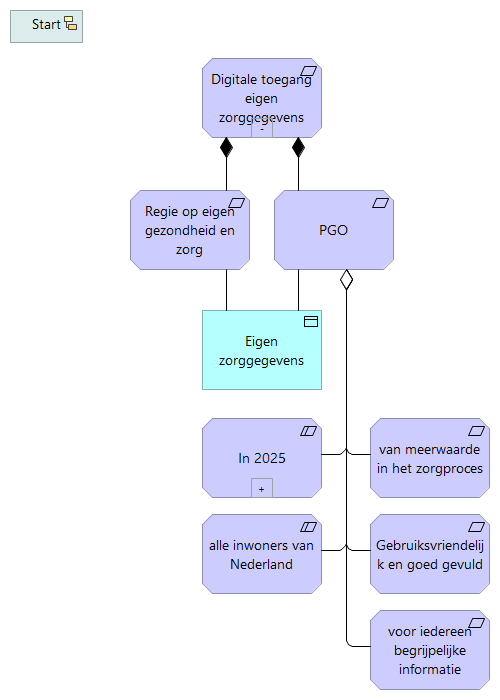 Start
Digitale toegang
eigen
zorggegevens
-
Regie op eigen
gezondheid en
zorg
PGO
Eigen
zorggegevens
In 2025
+
van meerwaarde
in het zorgproces
alle inwoners van
Nederland
Gebruiksvriendelij
k en goed gevuld
voor iedereen
begrijpelijke
informatie